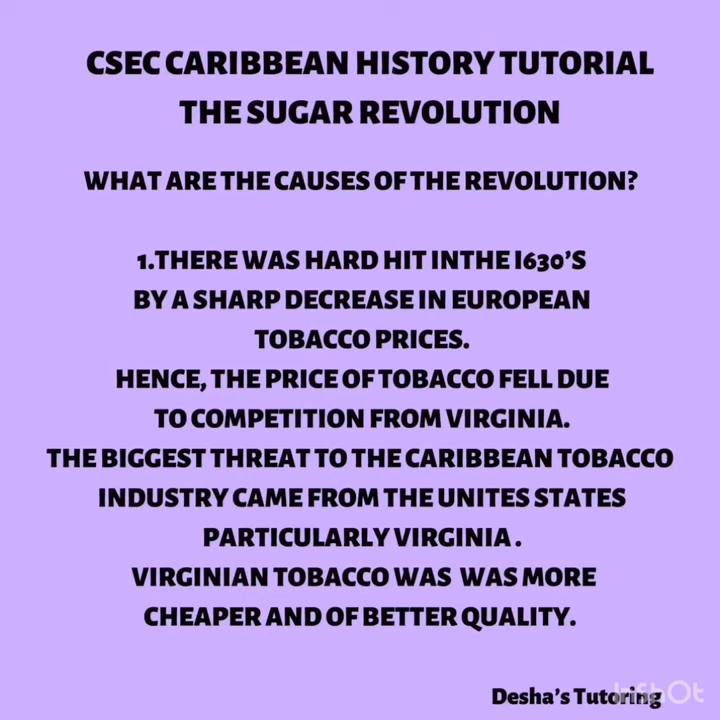 CSEC CARIBBEAN HISTORY TUTORIAL
THE SUGAR REVOLUTION
WHAT ARE THE CAUSES OF THE REVOLUTION?
1.THERE WAS HARD HIT INTHE I630'S
BY A SHARP DECREASE IN EUROPEAN
TOBACCO PRICES.
HENCE, THE PRICE OF TOBACCO FELL DUE
TO COMPETITION FROM VIRGINIA.
THE BIGGEST THREAT TO THE CARIBBEAN TOBACCO
INDUSTRY CAME FROM THE UNITES STATES
PARTICULARLY VIRGINIA .
VIRGINIAN TOBACCO WAS WAS MORE
CHEAPER AND OF BETTER QUALITY.
Desha's Tutoring